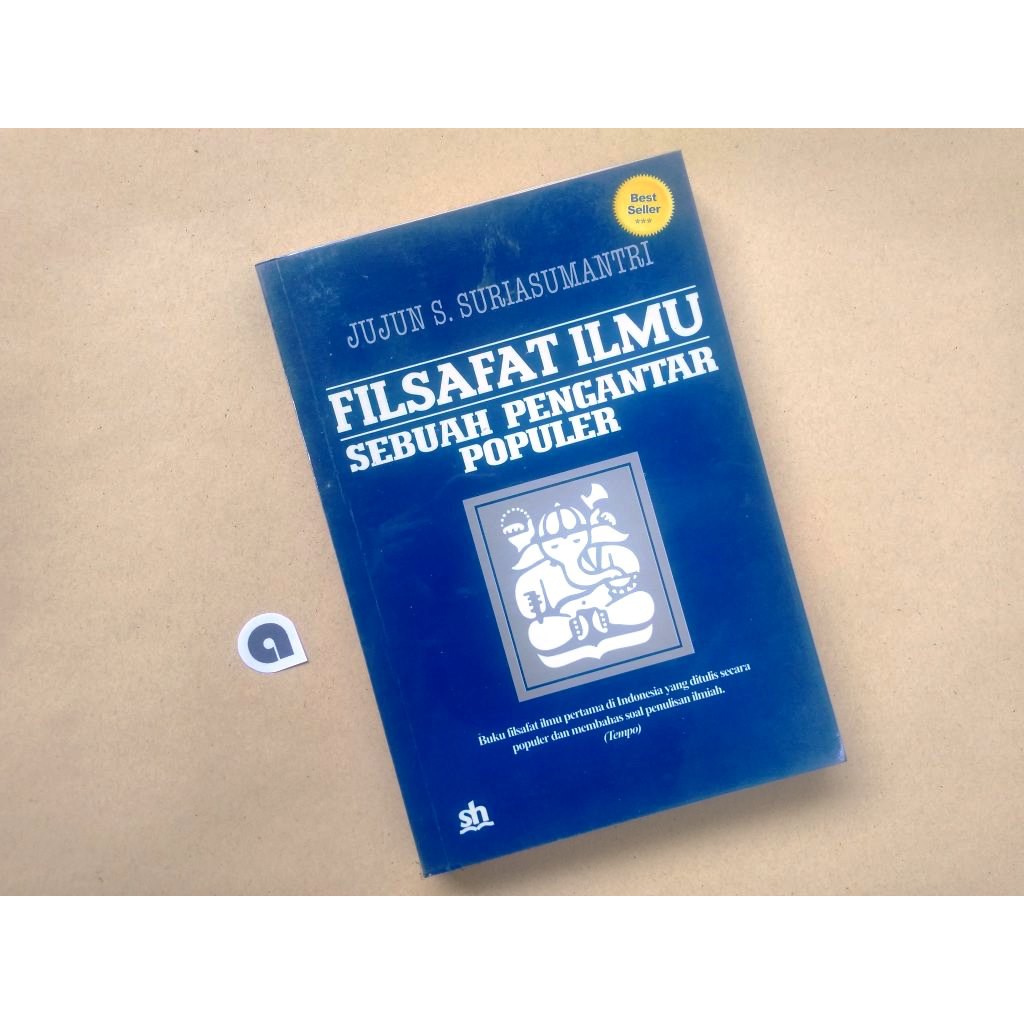 Best
Seller
***
JUJUN S. SURIASUMANTRI
FILSAFAT ILMU
SEBUAH PENGANTAR
POPULER
Buku filsafat ilmu pertama di Indonesia yang ditulis secara
populer dan membahas soal penulisan ilmiah.
(Tempo)
sh
a